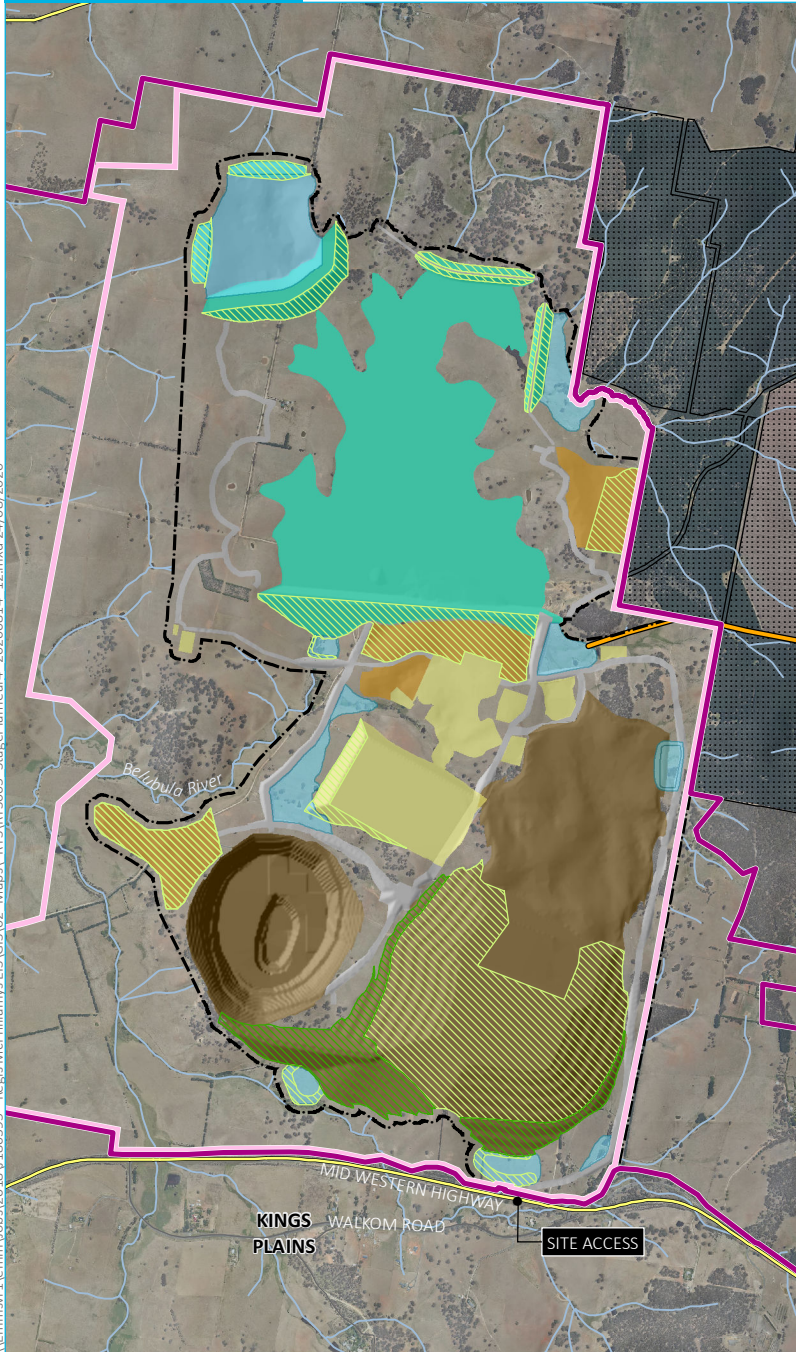 Belubula River
MID WESTERN HIGHWAY
KINGS
PLAINS
WALKOM ROAD
SITE ACCESS